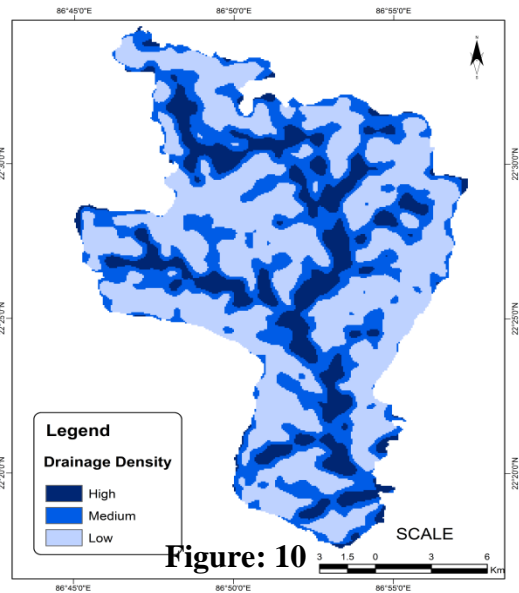 86°45'0"E 86°50'0"E 86°55'0"E
N
22°30'0"N 22°30'0"N
22°25'0"N 22°25'0"N
22°20'0"N 22°20'0"N
Legend
Drainage Density
High
Medium
Low
SCALE
Figure: 10
3 1.5 0 3 6
Km
86°45'0"E 86°50'0"E 86°55'0"E